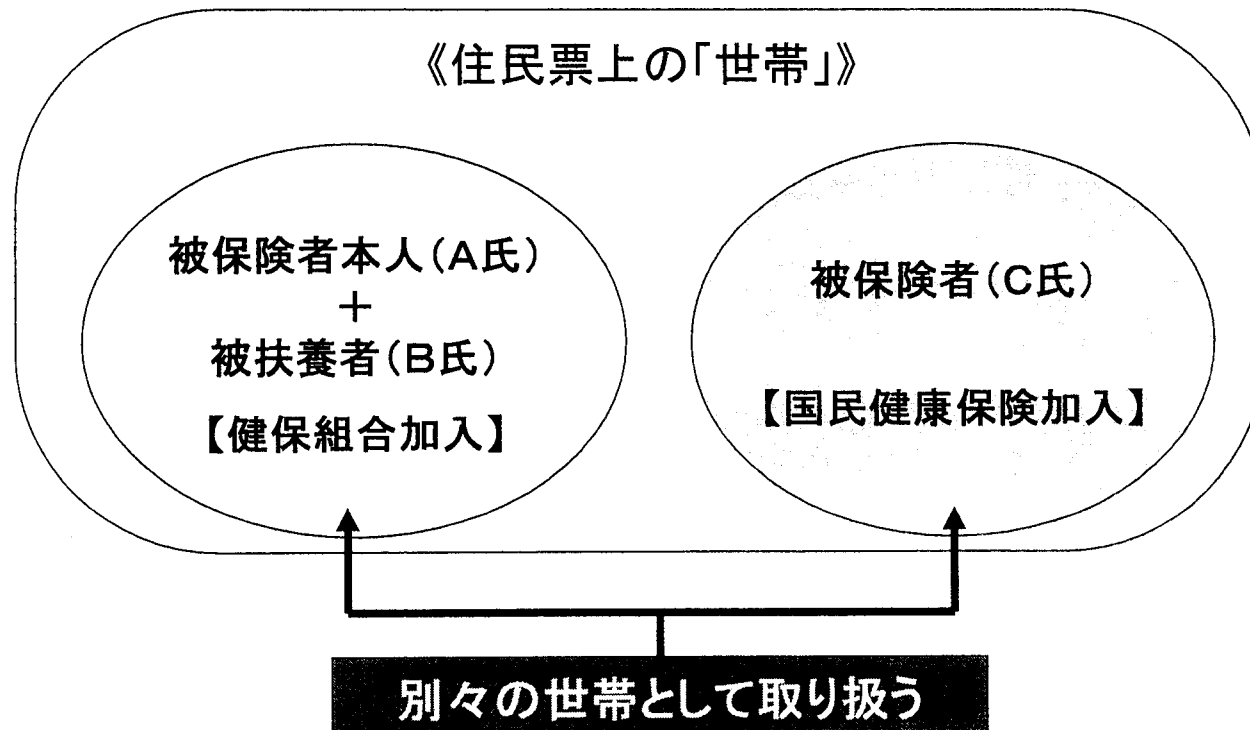 《住民票上の「世帯」》
被保険者本人(A氏)
+
被扶養者(B氏)
【健保組合加入】
被保険者(C氏)
【国民健康保険加入】
別々の世帯として取り扱う